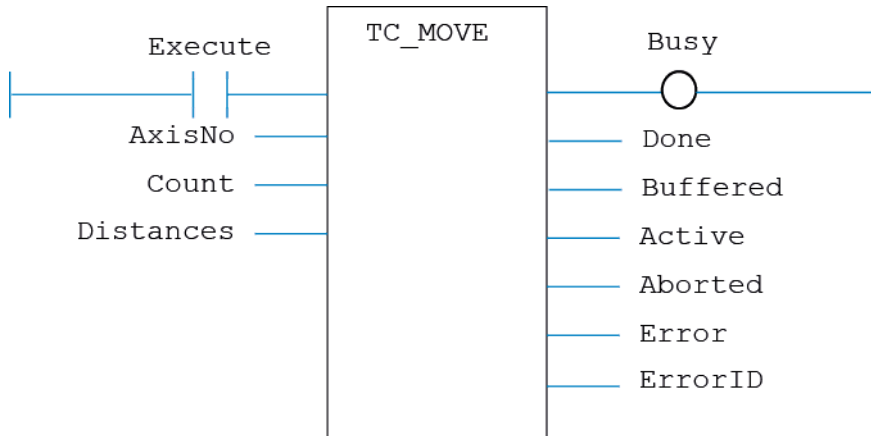 TC_MOVE
Execute
Busy
AxisNo
Done
Count
Buffered
Distances
Active
Aborted
Error
ErrorID